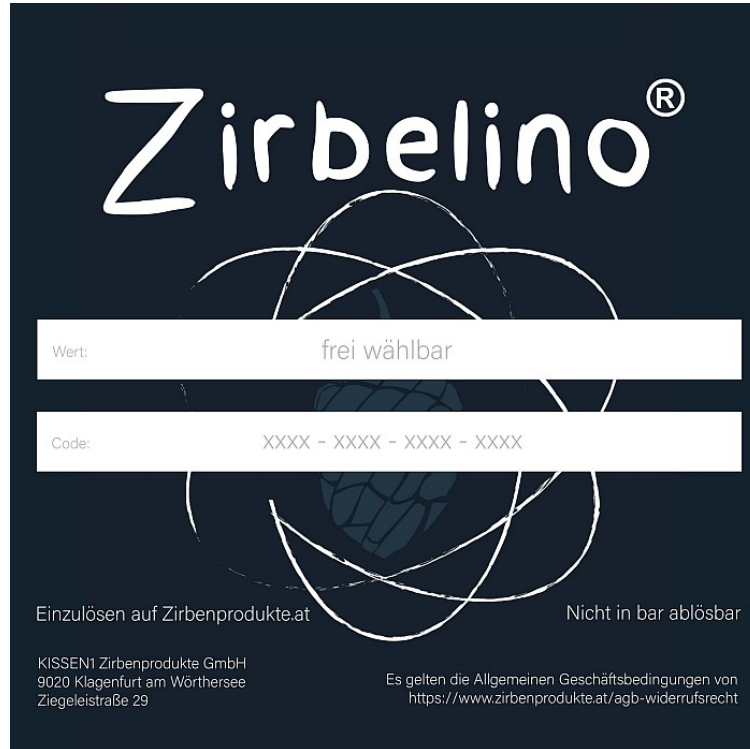 Zirbelino®
Wert: frei wählbar
Code: xxxx - xxxx - xxxx - xxxx
Einzulösen auf Zirbenprodukte.at
Nicht in bar ablösbar
KISSEN1 Zirbenprodukte GmbH
9020 Klagenfurt am Wörthersee
Ziegeleistraße 29
Es gelten die Allgemeinen Geschäftsbedingungen von
https://www.zirbenprodukte.at/agb-widerrufsrecht